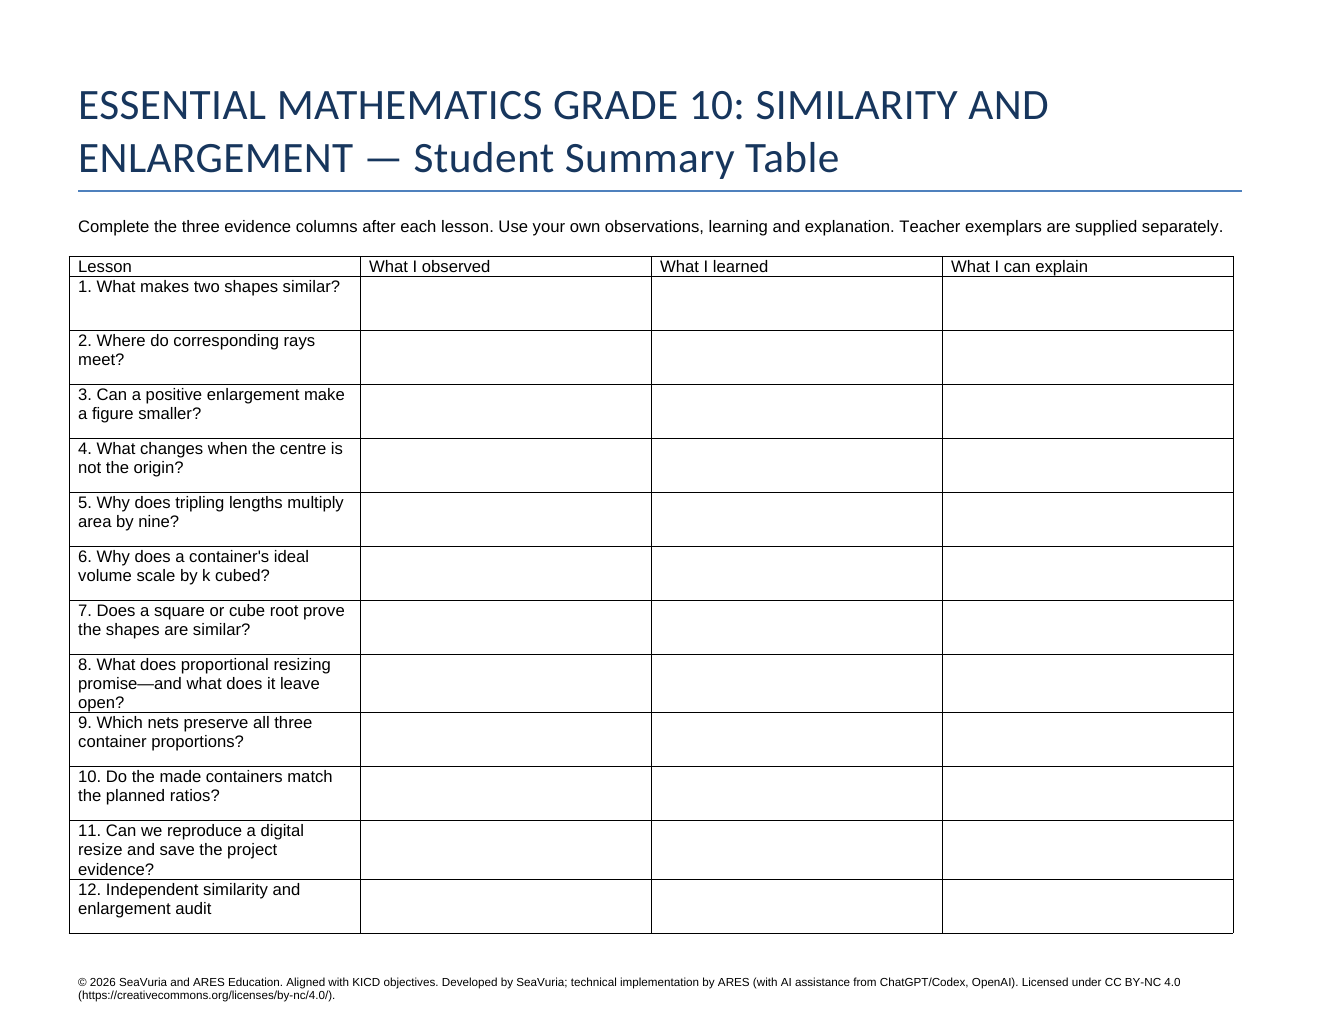 ESSENTIAL MATHEMATICS GRADE 10: SIMILARITY AND
ENLARGEMENT — Student Summary Table
Complete the three evidence columns after each lesson. Use your own observations, learning and explanation. Teacher exemplars are supplied separately.
Lesson What I observed What I learned What I can explain
1. What makes two shapes similar?
2. Where do corresponding rays
meet?
3. Can a positive enlargement make
a figure smaller?
4. What changes when the centre is
not the origin?
5. Why does tripling lengths multiply
area by nine?
6. Why does a container's ideal
volume scale by k cubed?
7. Does a square or cube root prove
the shapes are similar?
8. What does proportional resizing
promise—and what does it leave
open?
9. Which nets preserve all three
container proportions?
10. Do the made containers match
the planned ratios?
11. Can we reproduce a digital
resize and save the project
evidence?
12. Independent similarity and
enlargement audit
© 2026 SeaVuria and ARES Education. Aligned with KICD objectives. Developed by SeaVuria; technical implementation by ARES (with AI assistance from ChatGPT/Codex, OpenAI). Licensed under CC BY-NC 4.0
(https://creativecommons.org/licenses/by-nc/4.0/).